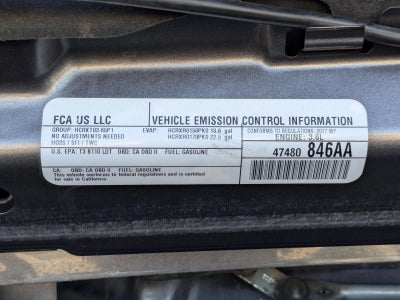 FCA US LLC
VEHICLE EMISSION CONTROL INFORMATION
GROUP: HCRXT03.65P1 EVAP: HCRXR0150PK0 18.6 gal
NO ADJUSTMENTS NEEDED HCRXR0170PK0 22.5 gal
HO2S / SFI / TWC
CONFORMS TO REGULATIONS: 2017 MY
ENGINE: 3.6L
U.S. EPA: T3 B110 LDT OBD: CA OBD II FUEL: GASOLINE
47480 846AA
CA: OBD: CA OBD II FUEL: GASOLINE
This vehicle conforms to federal regulations and is certified
for sale in California.